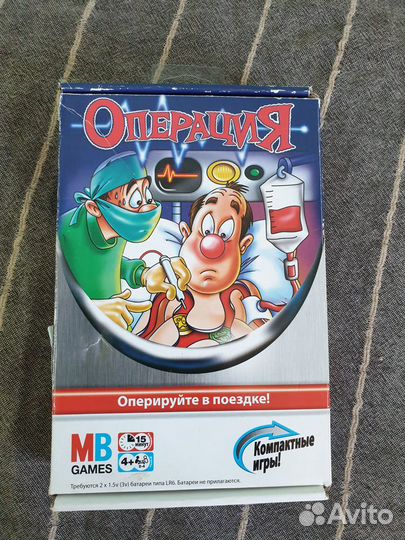 ОПЕРАЦИЯ
Оперируйте в поездке!
MB
GAMES
15
минут
4+
Компактные
игры!
Требуются 2 x 1.5v (3v) батареи типа LR6. Батареи не прилагаются.
Avito